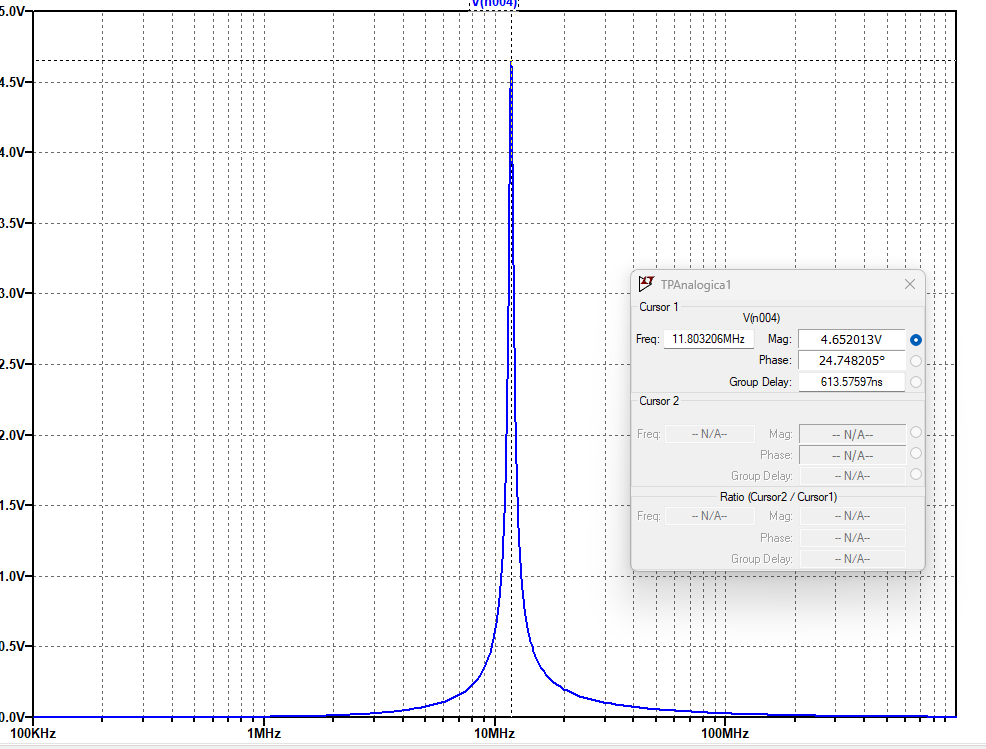 V(n004)
5.0V
4.5V
4.0V
3.5V
3.0V
2.5V
2.0V
1.5V
1.0V
0.5V
0.0V
100KHz 1MHz 10MHz 100MHz
TPAnalogica1
Cursor 1
V(n004)
Freq: 11.803206MHz Mag: 4.652013V
Phase: 24.748205°
Group Delay: 613.57597ns
Cursor 2
Freq: -- N/A-- Mag: -- N/A--
Phase: -- N/A--
Group Delay: -- N/A--
Ratio (Cursor2 / Cursor1)
Freq: -- N/A-- Mag: -- N/A--
Phase: -- N/A--
Group Delay: -- N/A--